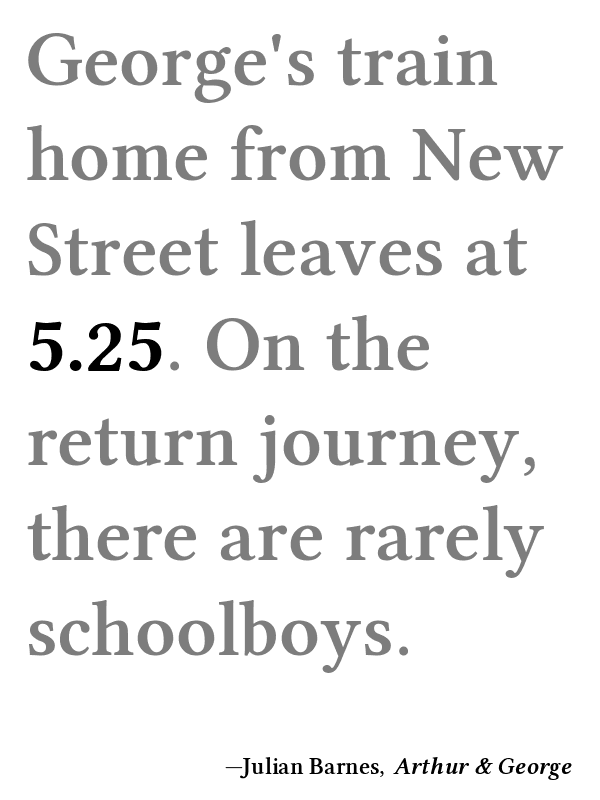 George's train
home from New
Street leaves at
5.25. On the
return journey,
there are rarely
schoolboys.
—Julian Barnes, Arthur & George